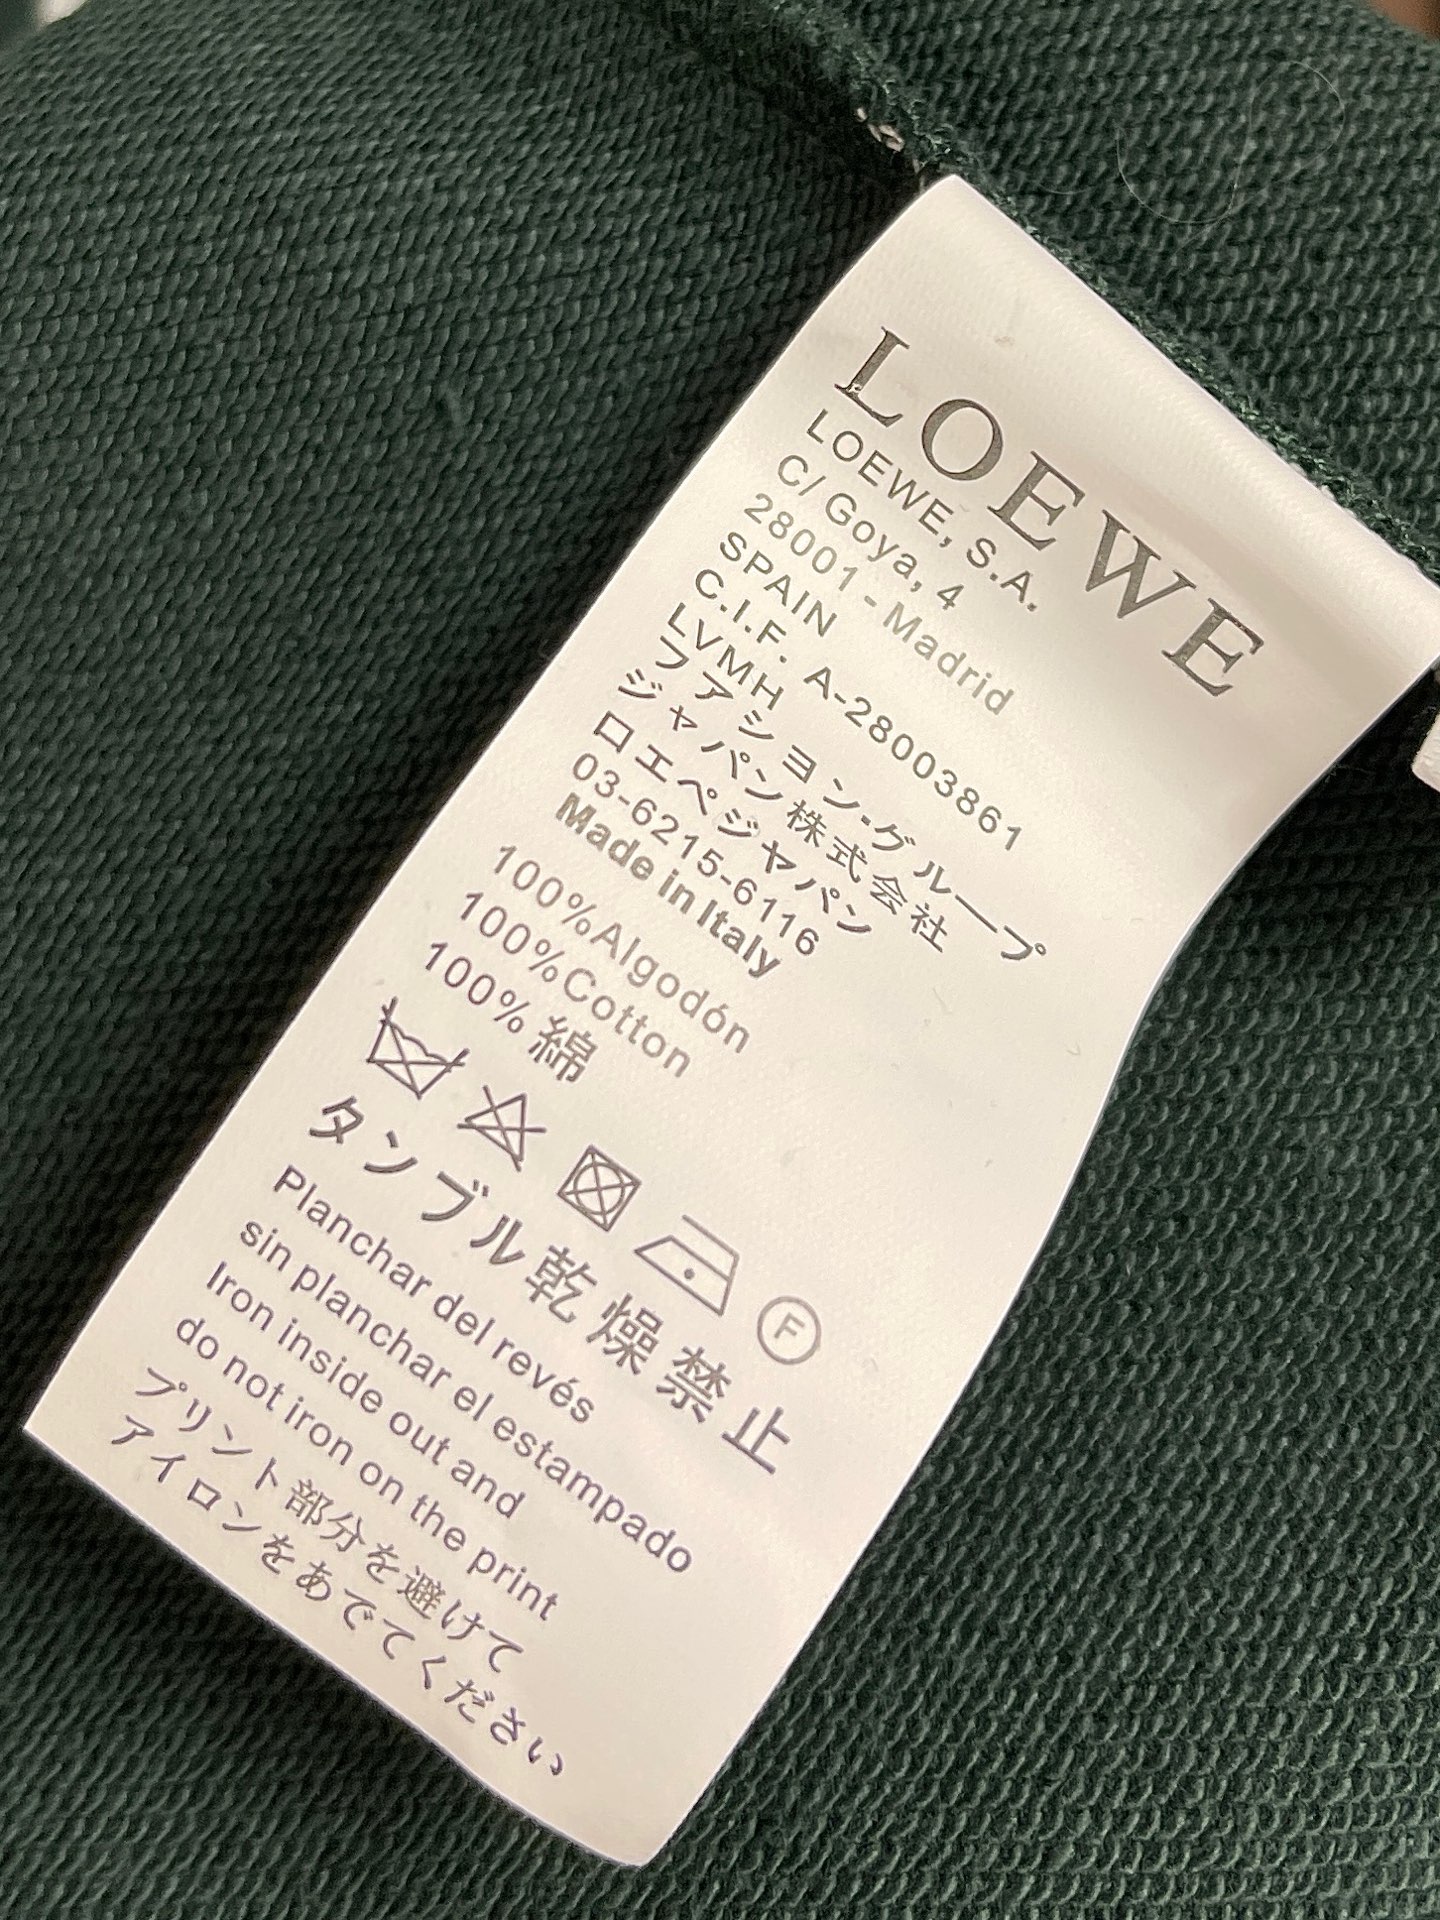 LOEWE
LOEWE, S.A.
C/ Goya, 4
28001 - Madrid
SPAIN
C.I.F. A-28003861
LVMH
ファション·グループ
ジャパン株式会社
ロエペジヤパン
03-6215-6116
Made in Italy
100%Algodón
100%Cotton
100%綿
F
タンブル乾燥禁止
Planchar del revés
sin planchar el estampado
Iron inside out and
do not iron on the print
プリント部分を避けて
アイロンをあでてください